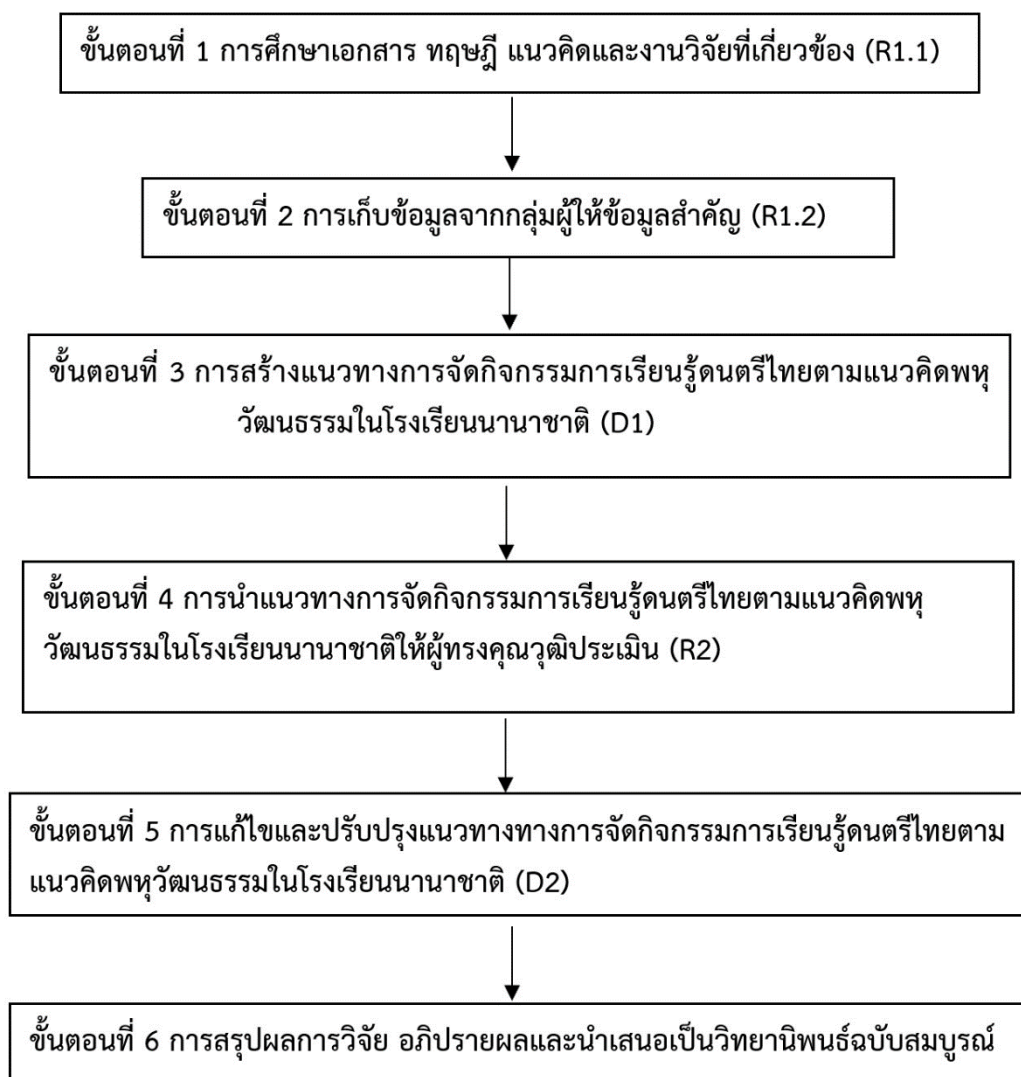 ขั้นตอนที่ 1 การศึกษาเอกสาร ทฤษฎี แนวคิดและงานวิจัยที่เกี่ยวข้อง (R1.1)
ขั้นตอนที่ 2 การเก็บข้อมูลจากกลุ่มผู้ให้ข้อมูลสำคัญ (R1.2)
ขั้นตอนที่ 3 การสร้างแนวทางการจัดกิจกรรมการเรียนรู้ดนตรีไทยตามแนวคิดพหุ
วัฒนธรรมในโรงเรียนนานาชาติ (D1)
ขั้นตอนที่ 4 การนำแนวทางการจัดกิจกรรมการเรียนรู้ดนตรีไทยตามแนวคิดพหุ
วัฒนธรรมในโรงเรียนนานาชาติให้ผู้ทรงคุณวุฒิประเมิน (R2)
ขั้นตอนที่ 5 การแก้ไขและปรับปรุงแนวทางทางการจัดกิจกรรมการเรียนรู้ดนตรีไทยตาม
แนวคิดพหุวัฒนธรรมในโรงเรียนนานาชาติ (D2)
ขั้นตอนที่ 6 การสรุปผลการวิจัย อภิปรายผลและนำเสนอเป็นวิทยานิพนธ์ฉบับสมบูรณ์